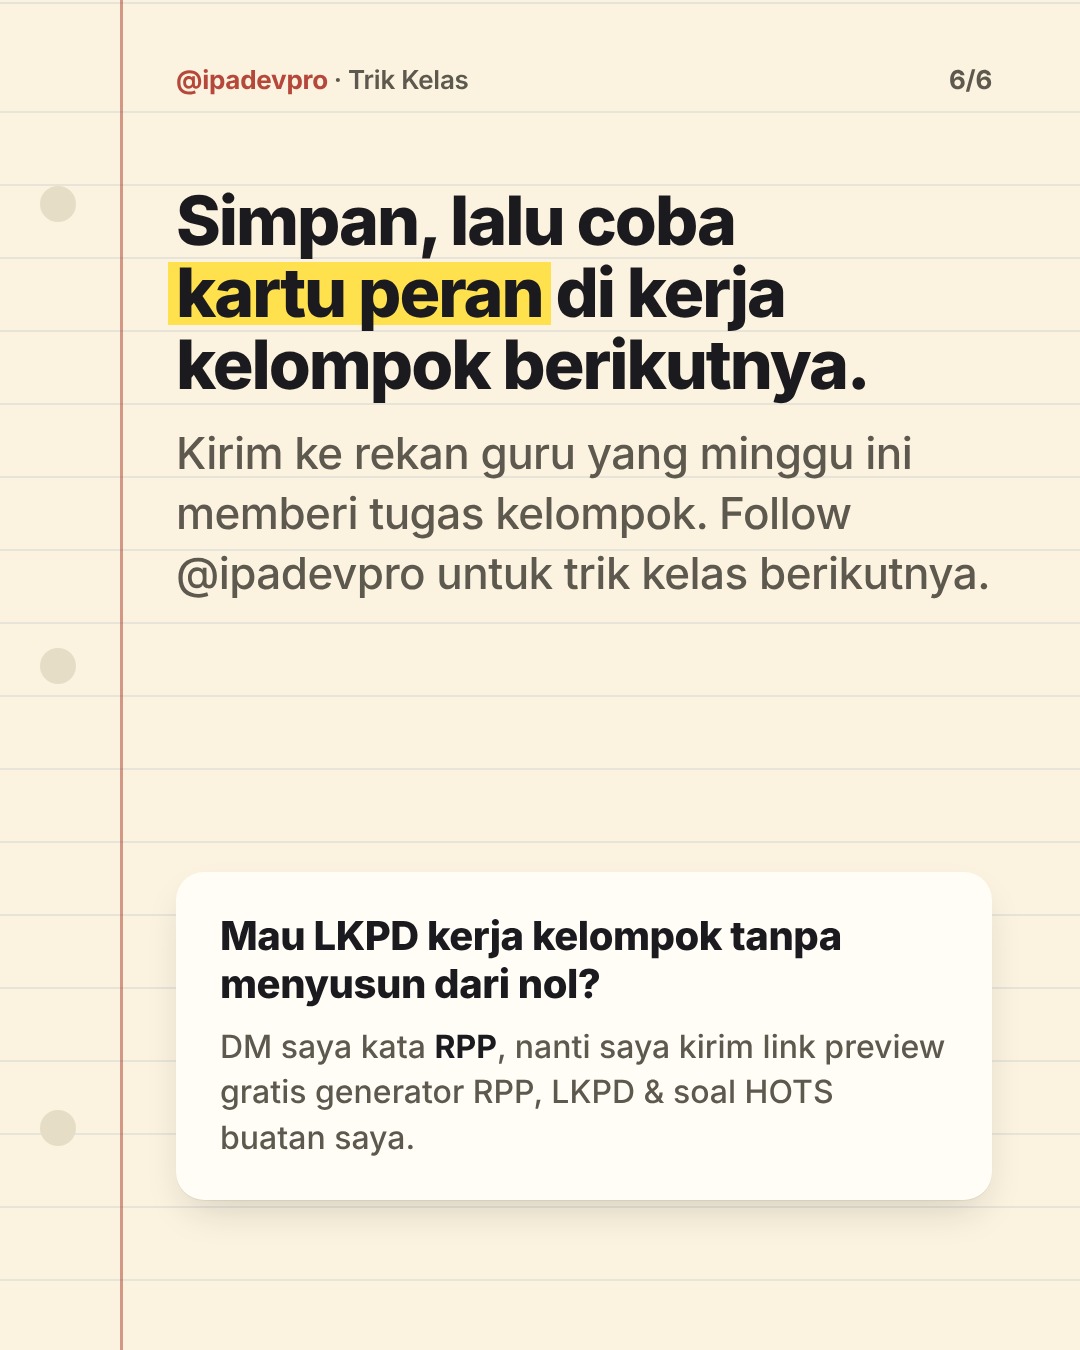 @ipadevpro · Trik Kelas
6/6
Simpan, lalu coba
kartu peran di kerja
kelompok berikutnya.
Kirim ke rekan guru yang minggu ini
memberi tugas kelompok. Follow
@ipadevpro untuk trik kelas berikutnya.
Mau LKPD kerja kelompok tanpa
menyusun dari nol?
DM saya kata RPP, nanti saya kirim link preview
gratis generator RPP, LKPD & soal HOTS
buatan saya.